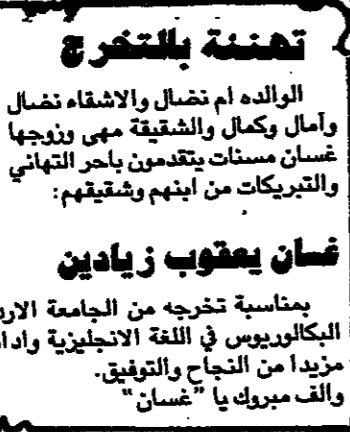 تهنئة بالتخرج
الوالده ام نضال والاشقاء نضال
وآمال وكمال والشقيقة مهى وزوجها
غسان مسنات يتقدمون باحر التهاني
والتبريكات من ابنهم وشقيقهم:
غسان يعقوب زيادين
بمناسبة تخرجه من الجامعة الارد
البكالوريوس في اللغة الانجليزية وادا
مزيدا من النجاح والتوفيق.
والف مبروك يا "غسان"